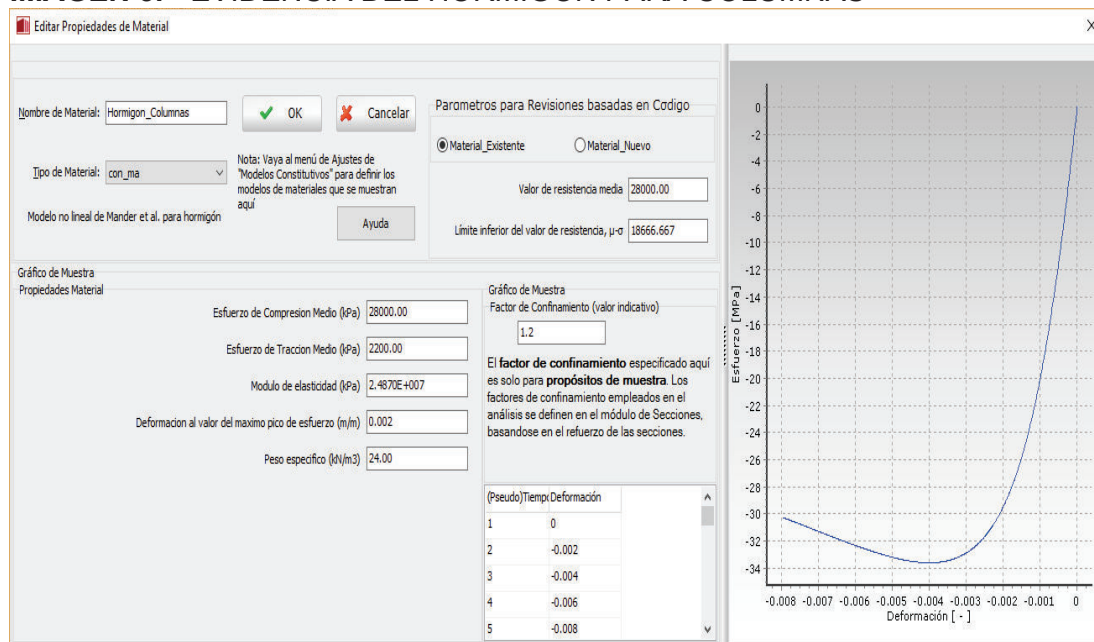 Editar Propiedades de Material
X
Nombre de Material: Hormigon_Columnas
OK
Cancelar
Tipo de Material: con_ma
Nota: Vaya al menú de Ajustes de
"Modelos Constitutivos" para definir los
modelos de materiales que se muestran
aquí
Modelo no lineal de Mander et al. para hormigón
Ayuda
Parametros para Revisiones basadas en Codigo
Material_Existente
Material_Nuevo
Valor de resistencia media 28000.00
Límite inferior del valor de resistencia, μ-σ 18666.667
Gráfico de Muestra
Propiedades Material
Esfuerzo de Compresion Medio (kPa) 28000.00
Esfuerzo de Traccion Medio (kPa) 2200.00
Modulo de elasticidad (kPa) 2.4870E+007
Deformacion al valor del maximo pico de esfuerzo (m/m) 0.002
Peso especifico (kN/m3) 24.00
Gráfico de Muestra
Factor de Confinamiento (valor indicativo)
1.2
El factor de confinamiento especificado aquí
es solo para propósitos de muestra. Los
factores de confinamiento empleados en el
análisis se definen en el módulo de Secciones,
basandose en el refuerzo de las secciones.
(Pseudo)Tiempo Deformación
1 0
2 -0.002
3 -0.004
4 -0.006
5 -0.008
Esfuerzo [MPa]
0
-2
-4
-6
-8
-10
-12
-14
-16
-18
-20
-22
-24
-26
-28
-30
-32
-34
-0.008 -0.007 -0.006 -0.005 -0.004 -0.003 -0.002 -0.001 0
Deformación [ - ]